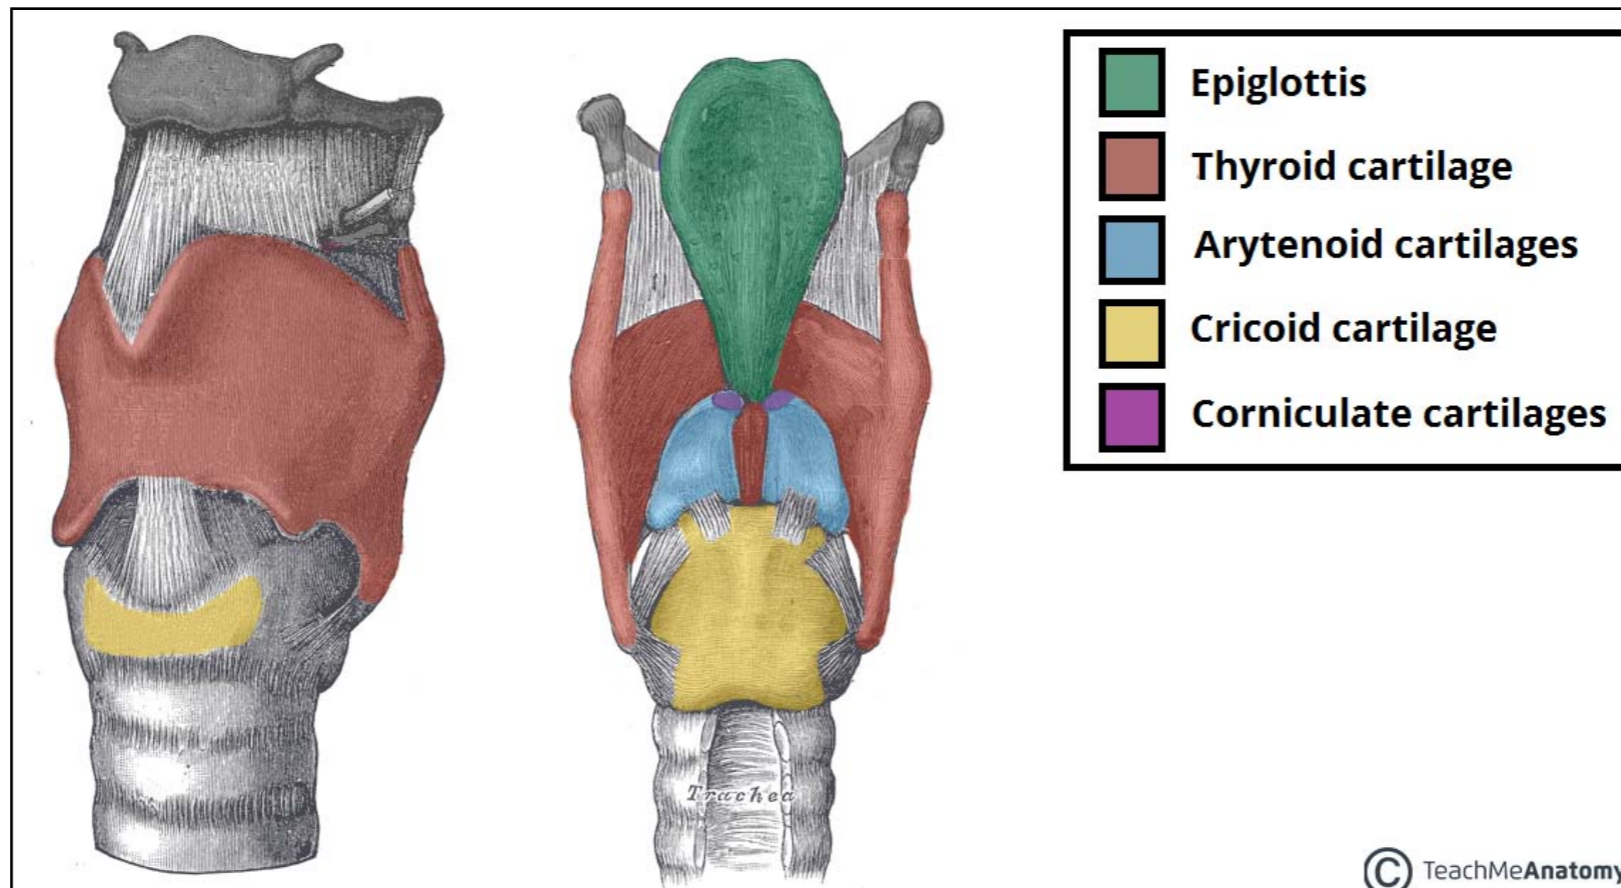 Epiglottis
Thyroid cartilage
Arytenoid cartilages
Cricoid cartilage
Corniculate cartilages
Trachea
© TeachMeAnatomy